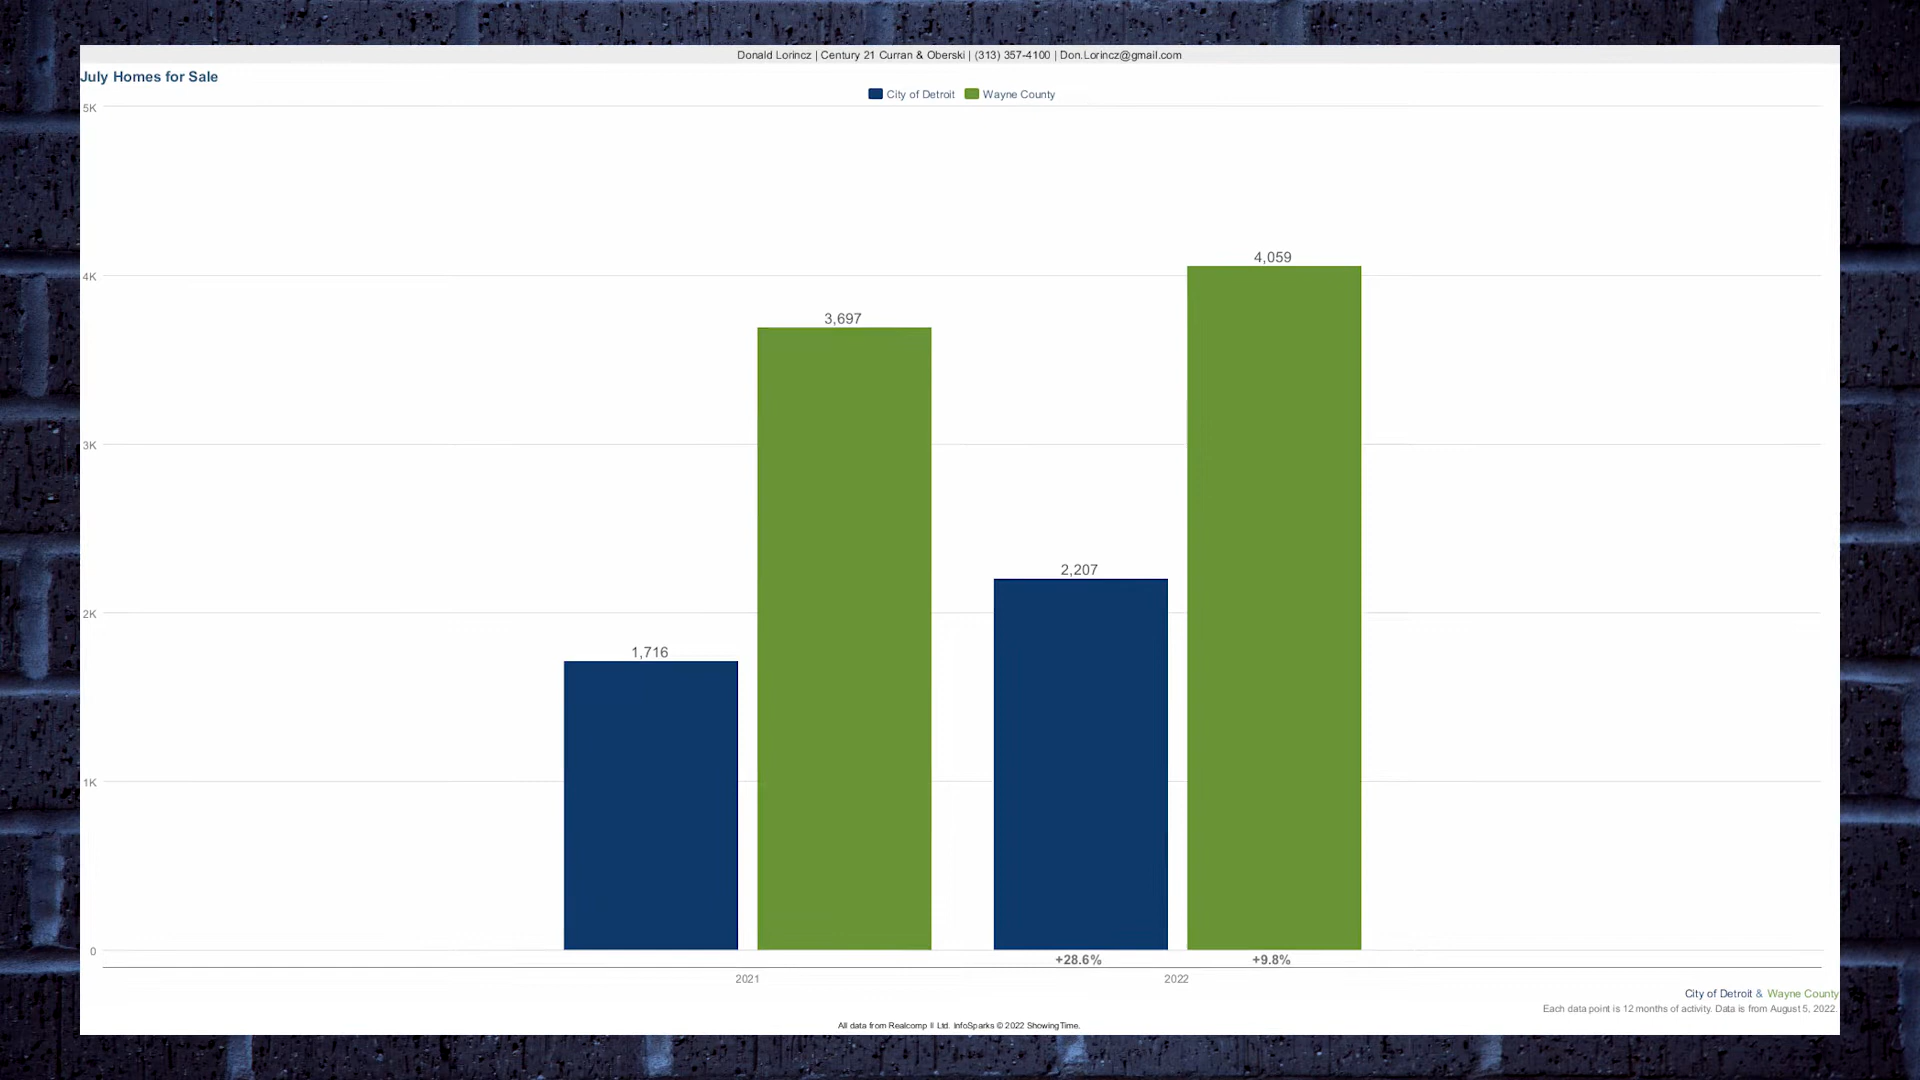 Donald Lorincz | Century 21 Curran & Oberski | (313) 357-4100 | Don.Lorincz@gmail.com
July Homes for Sale
City of Detroit Wayne County
5K
4K
3K
2K
1K
0
4,059
3,697
2,207
1,716
+28.6% +9.8%
2021 2022
City of Detroit & Wayne County
Each data point is 12 months of activity. Data is from August 5, 2022.
All data from Realcomp II Ltd. InfoSparks © 2022 ShowingTime.